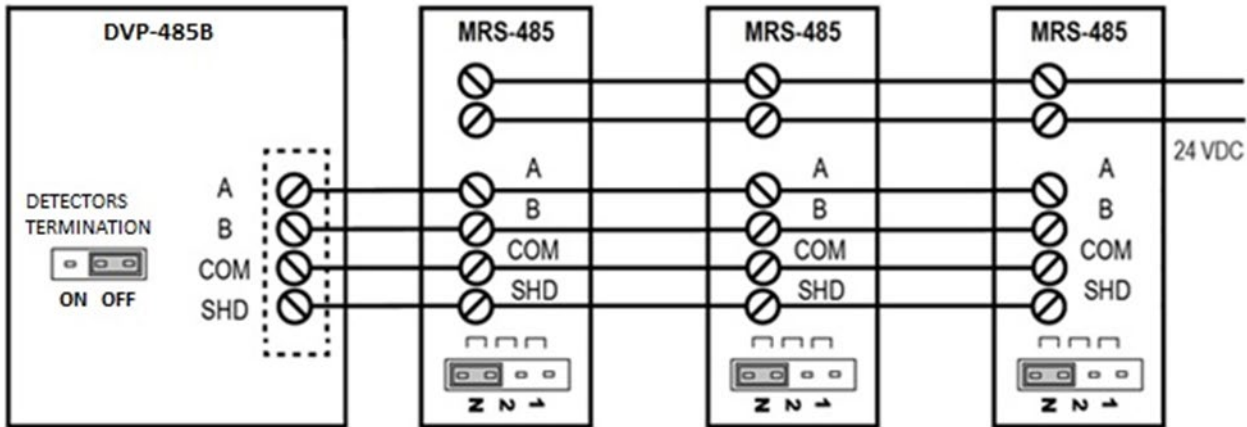 DVP-485B
DETECTORS
TERMINATION
ON OFF
A
B
COM
SHD
MRS-485
A
B
COM
SHD
N 2 1
MRS-485
A
B
COM
SHD
N 2 1
MRS-485
24 VDC
A
B
COM
SHD
N 2 1